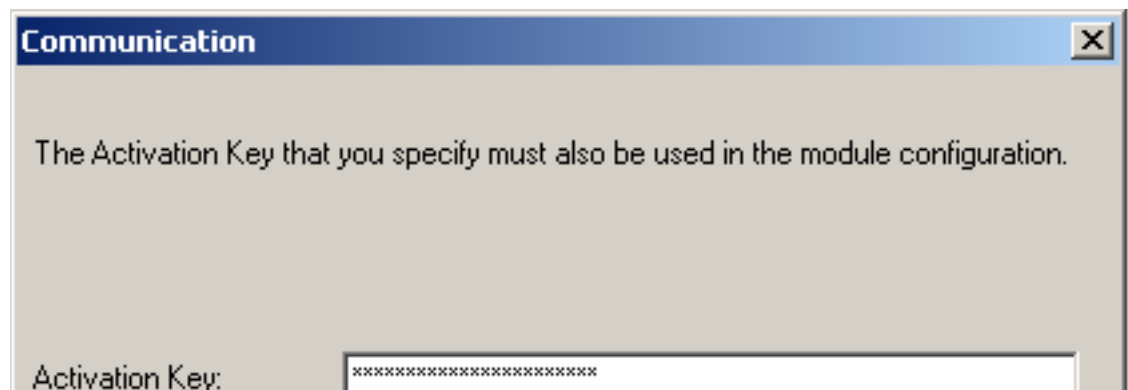 Communication
The Activation Key that you specify must also be used in the module configuration.
Activation Key: ***********************